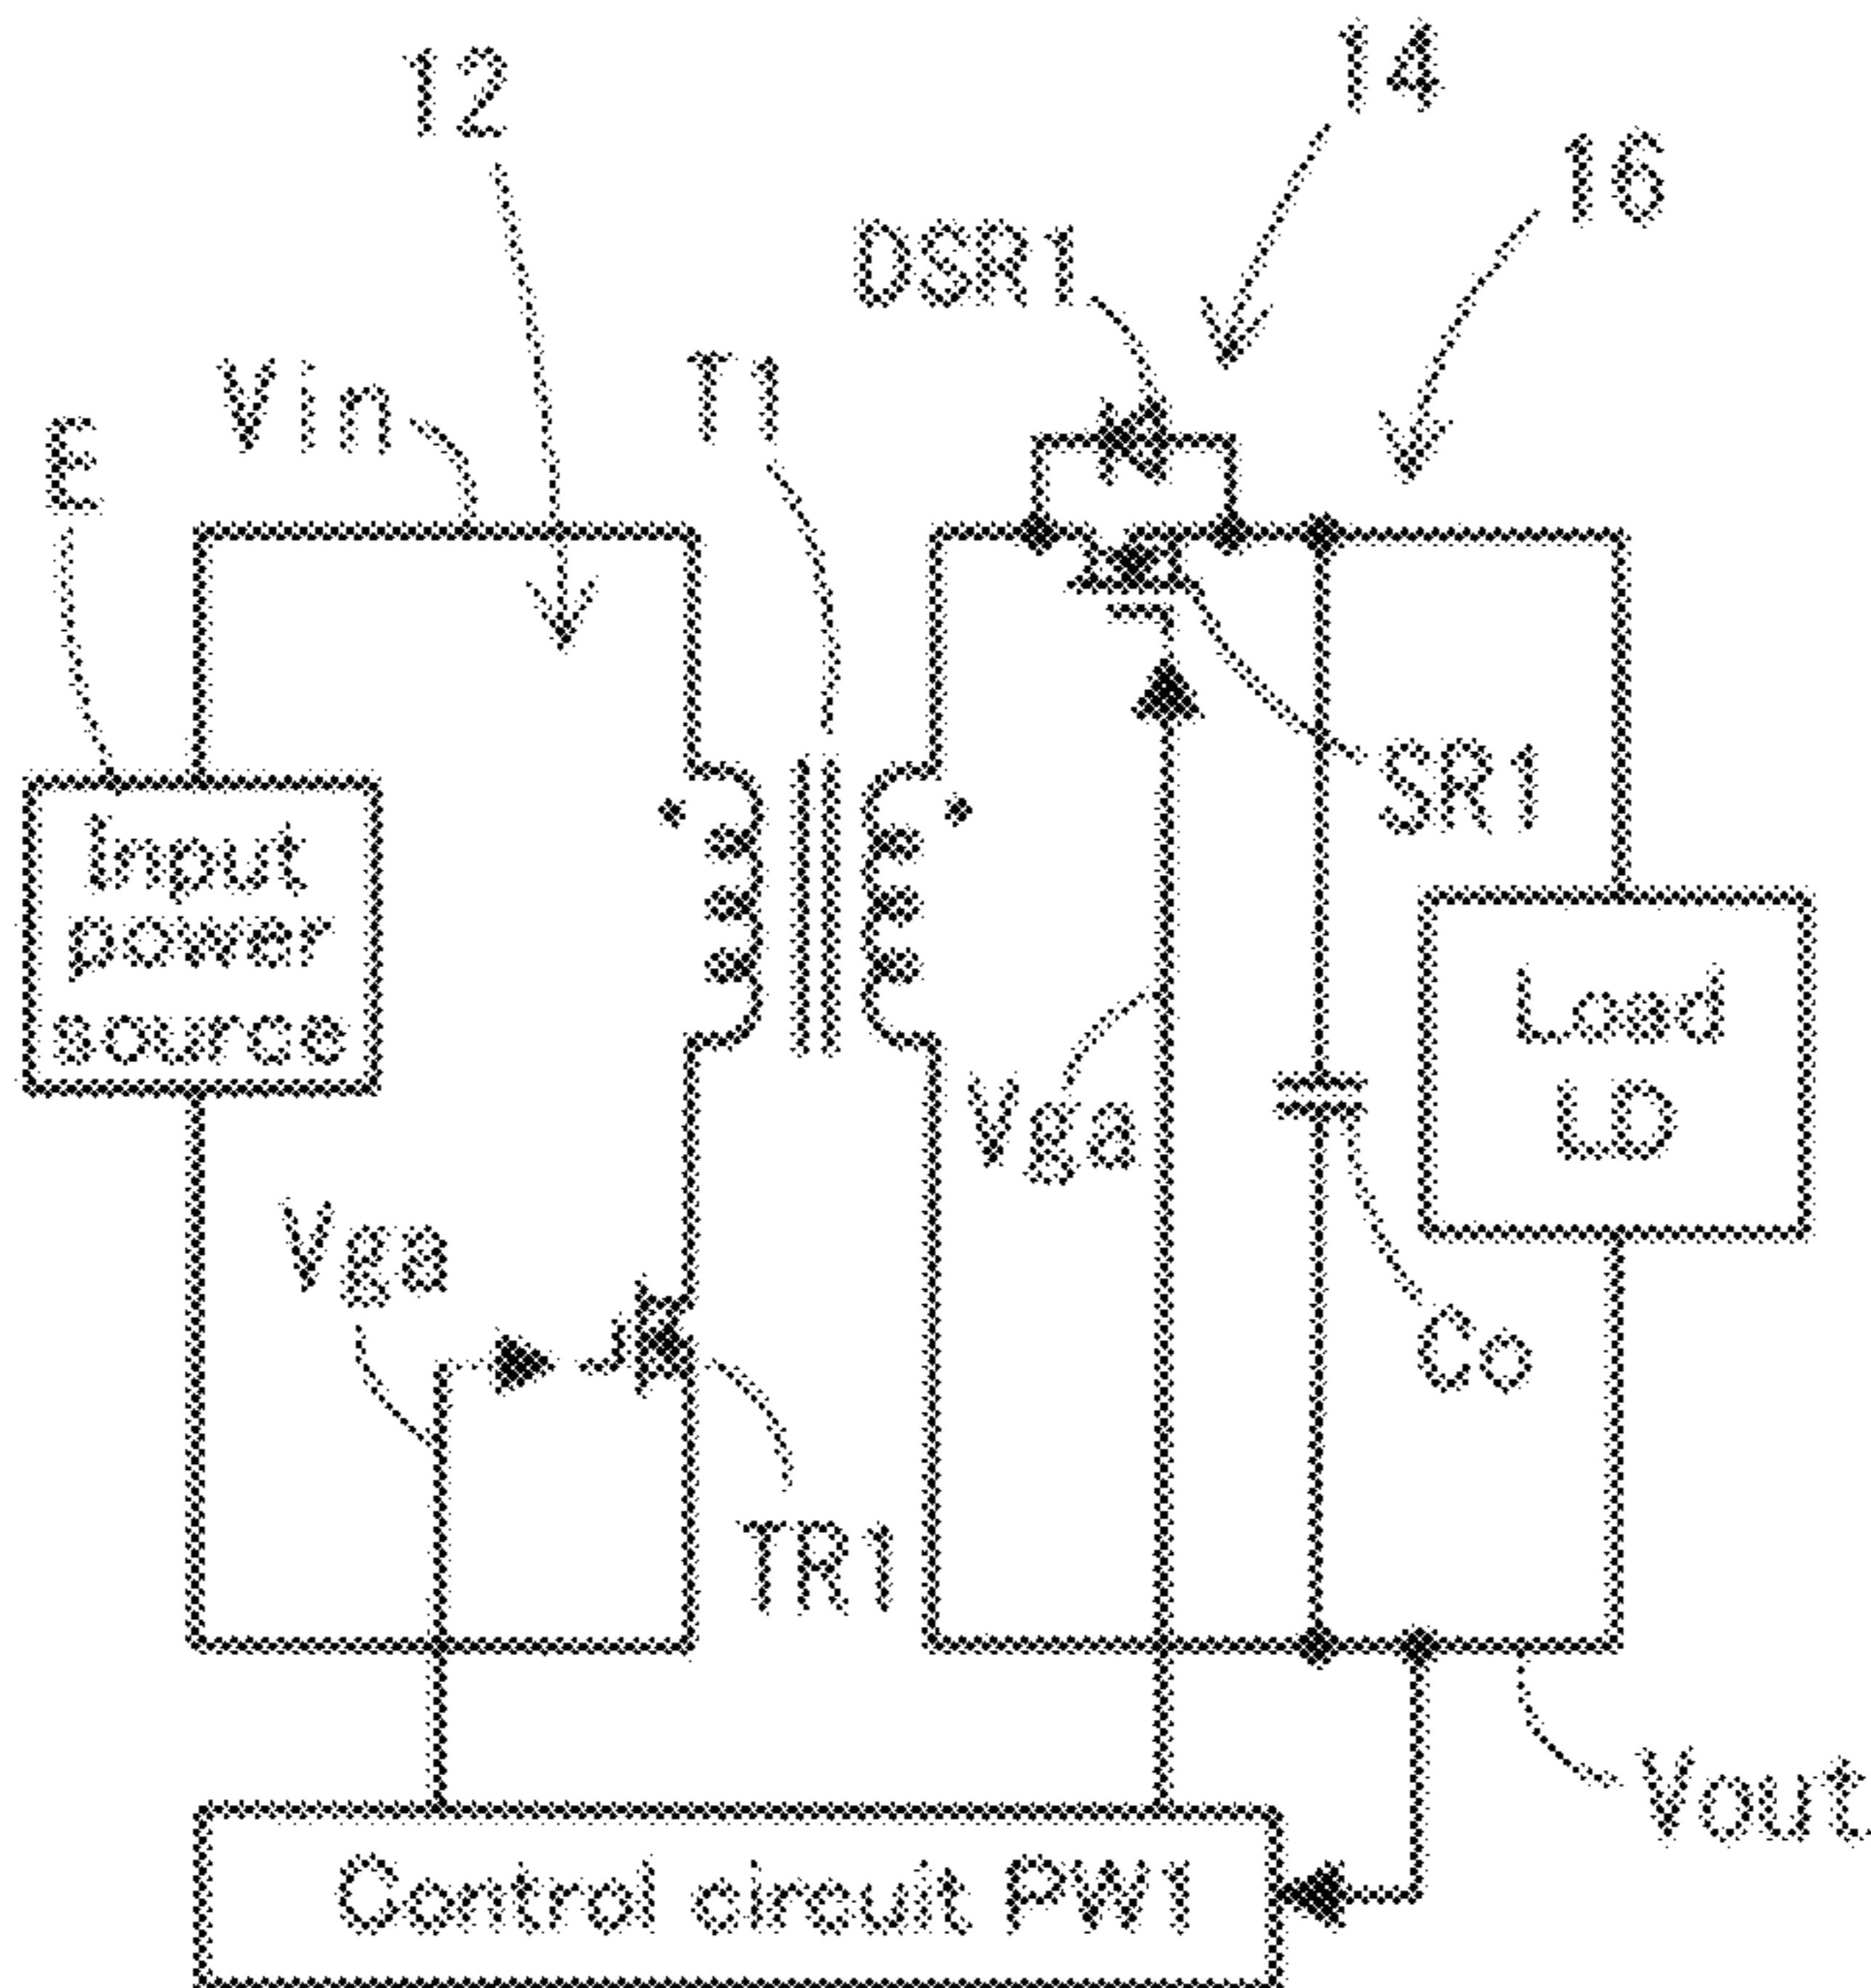 12
14
16
DSR1
Vin
T1
E
SR1
Input
power
source
Load
LD
Vga
Vga
Co
TR1
Vout
Control circuit PW1